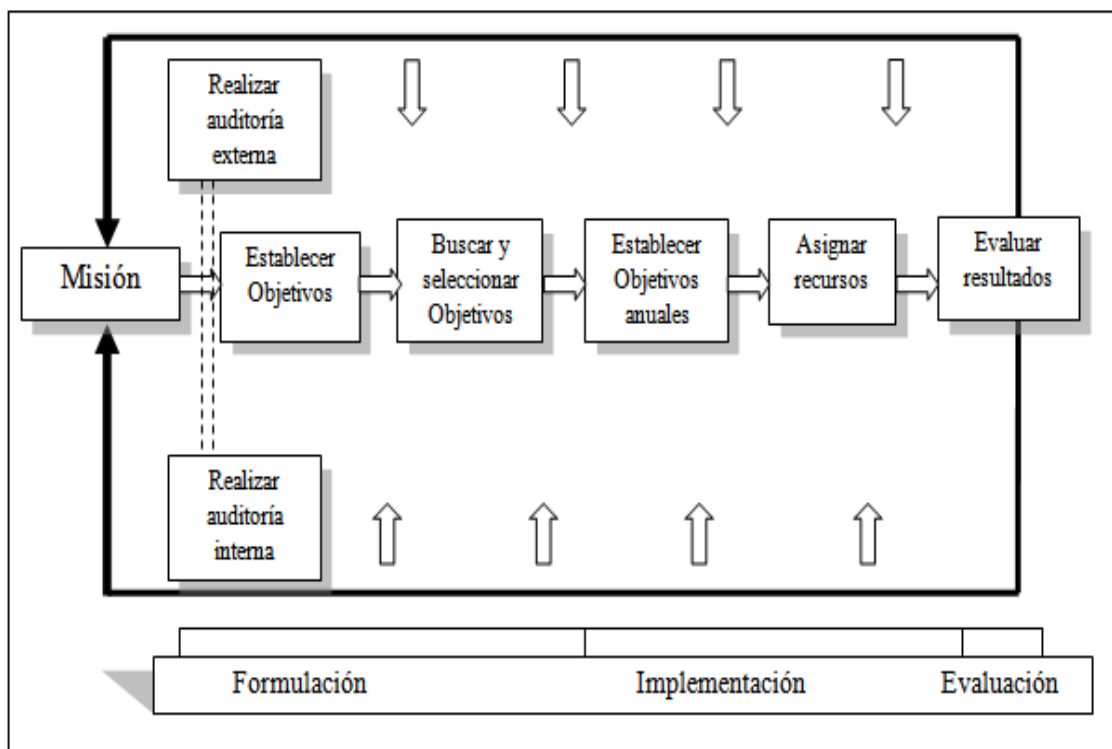 Realizar
auditoría
externa
Misión
Establecer
Objetivos
Buscar y
seleccionar
Objetivos
Establecer
Objetivos
anuales
Asignar
recursos
Evaluar
resultados
Realizar
auditoría
interna
Formulación
Implementación
Evaluación